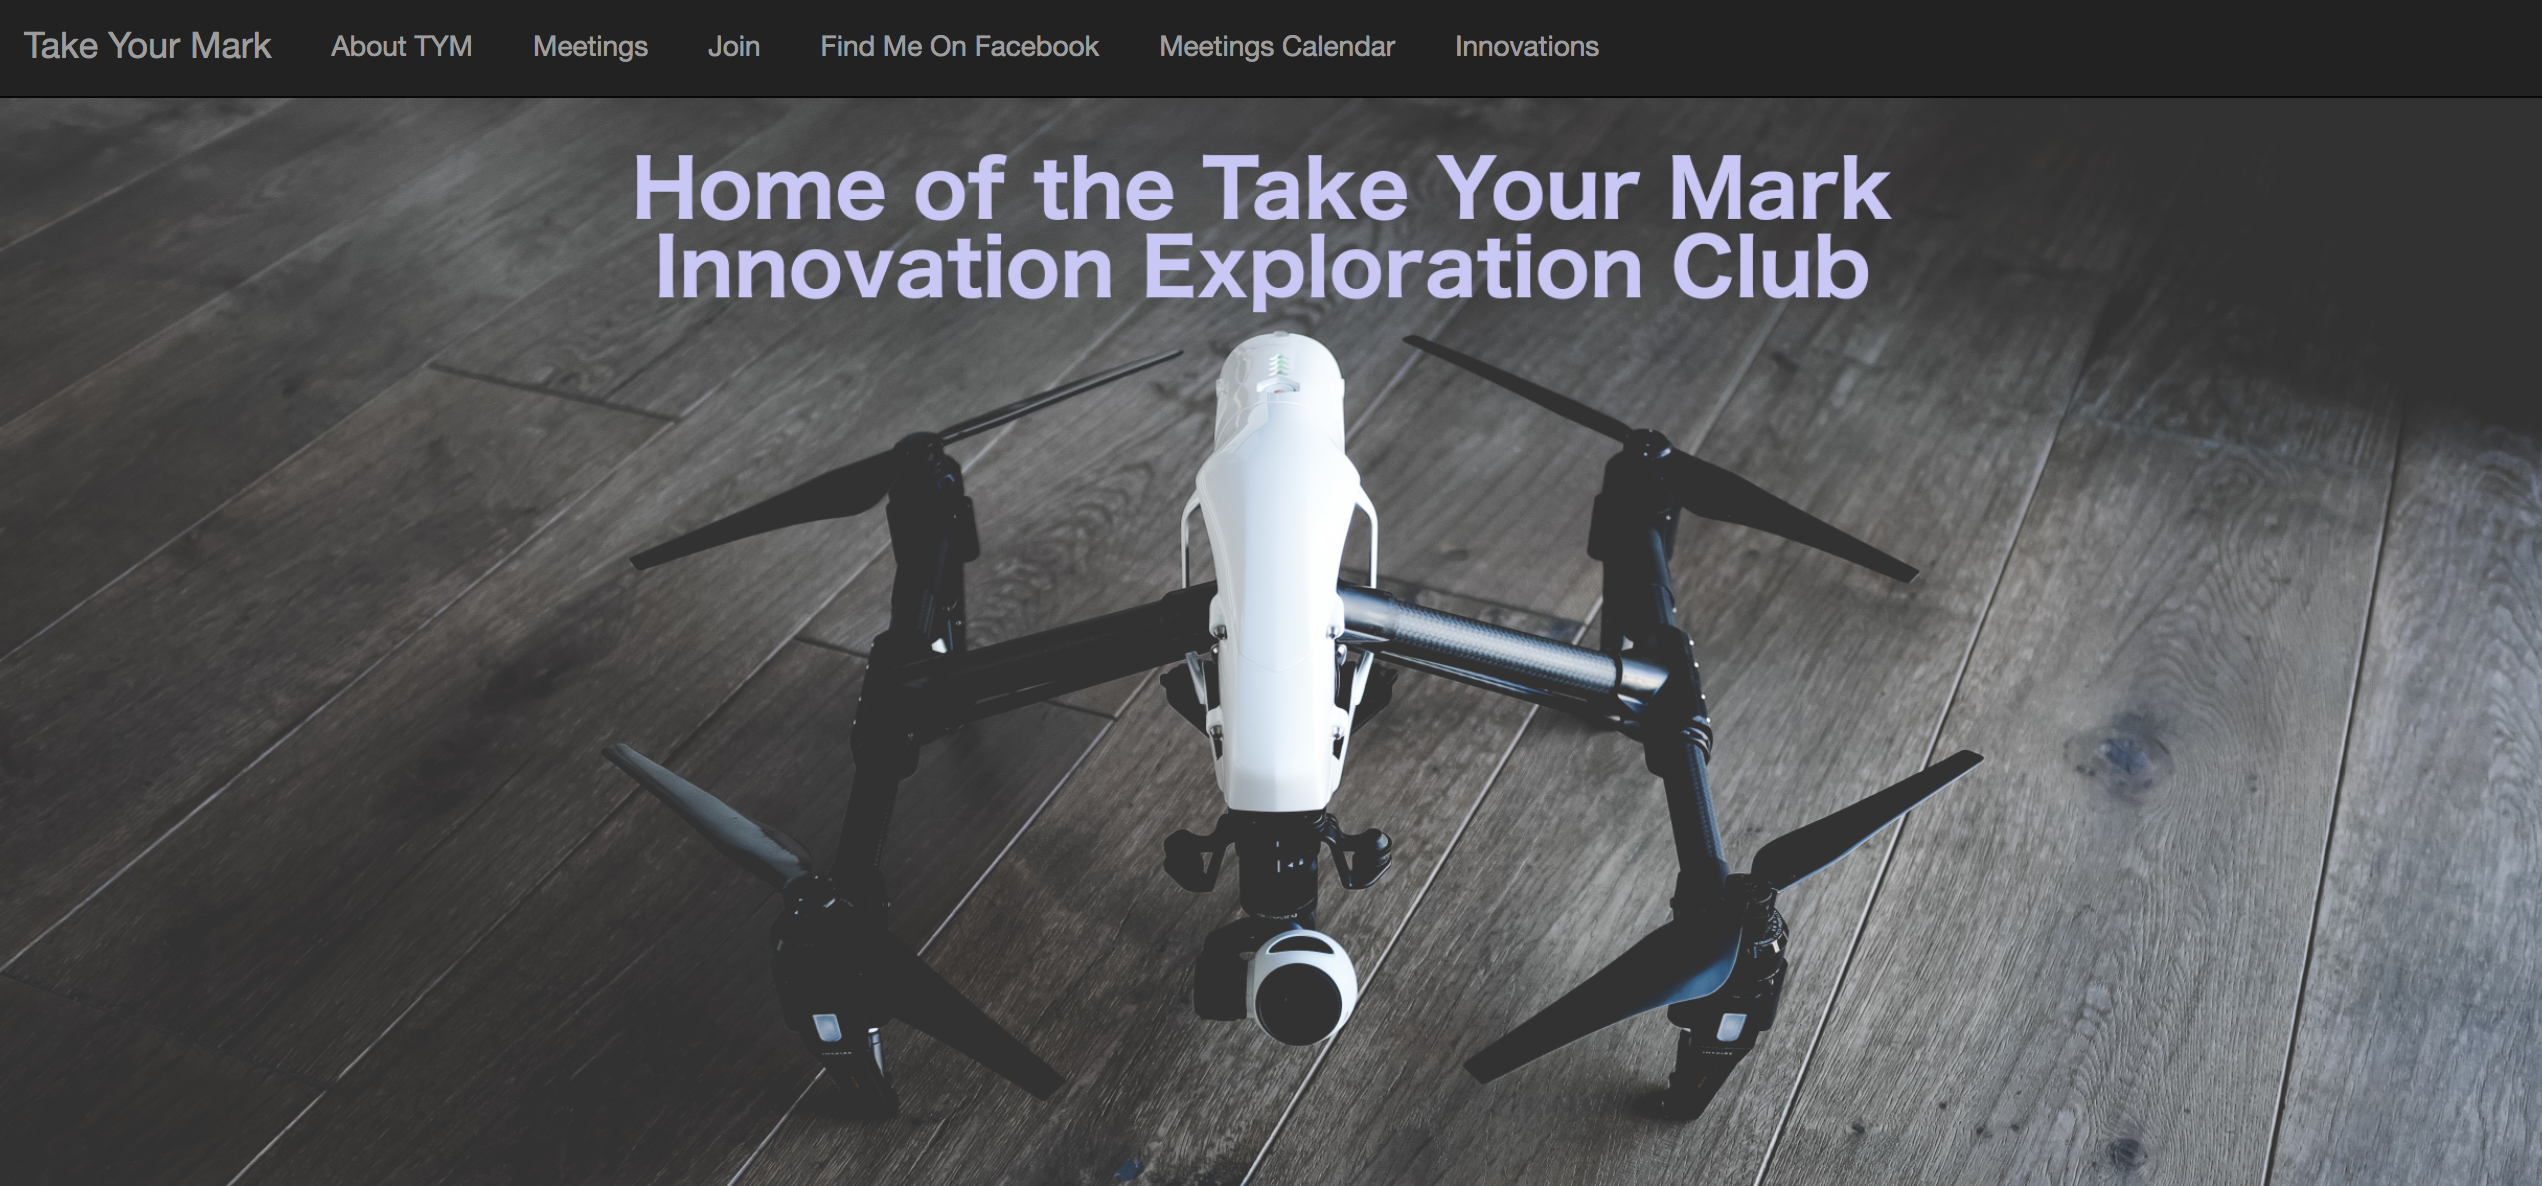 Take Your Mark About TYM Meetings Join Find Me On Facebook Meetings Calendar Innovations
Home of the Take Your Mark
Innovation Exploration Club